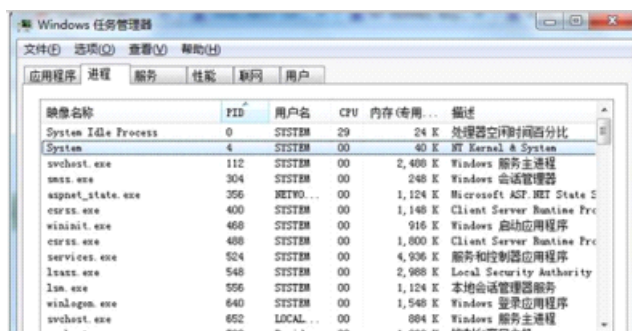 Windows 任务管理器
文件(F) 选项(O) 查看(V) 帮助(H)
应用程序 进程 服务 性能 联网 用户
映像名称 PID 用户名 CPU 内存(专用... 描述
System Idle Process 0 SYSTEM 29 24 K 处理器空闲时间百分比
System 4 SYSTEM 00 40 K NT Kernel & System
svchost.exe 112 SYSTEM 00 2,488 K Windows 服务主进程
smss.exe 304 SYSTEM 00 248 K Windows 会话管理器
aspnet_state.exe 356 NETWO... 00 1,124 K Microsoft ASP.NET State S
csrss.exe 400 SYSTEM 00 1,148 K Client Server Runtime Pro
wininit.exe 468 SYSTEM 00 916 K Windows 启动应用程序
csrss.exe 488 SYSTEM 00 1,800 K Client Server Runtime Pro
services.exe 524 SYSTEM 00 4,936 K 服务和控制器应用程序
lsass.exe 548 SYSTEM 00 2,988 K Local Security Authority
lsm.exe 556 SYSTEM 00 1,124 K 本地会话管理器服务
winlogon.exe 640 SYSTEM 00 1,548 K Windows 登录应用程序
svchost.exe 652 LOCAL... 00 884 K Windows 服务主进程